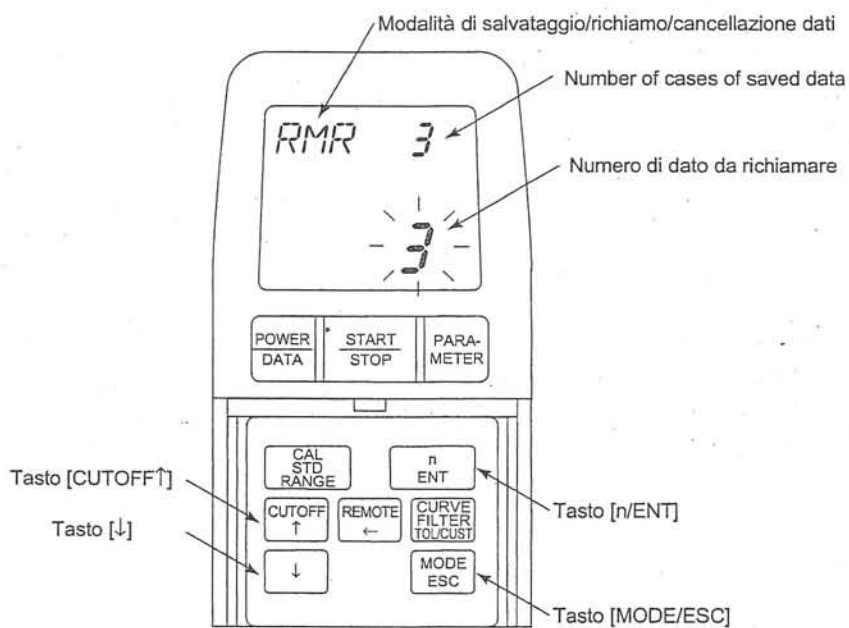 Modalità di salvataggio/richiamo/cancellazione dati
Number of cases of saved data
RMR 3
Numero di dato da richiamare
3
POWER
DATA
START
STOP
PARA-
METER
CAL
STD
RANGE
n
ENT
Tasto [CUTOFF↑]
CUTOFF
↑
REMOTE
←
CURVE
FILTER
TOL/CUST
Tasto [n/ENT]
Tasto [↓]
↓
MODE
ESC
Tasto [MODE/ESC]